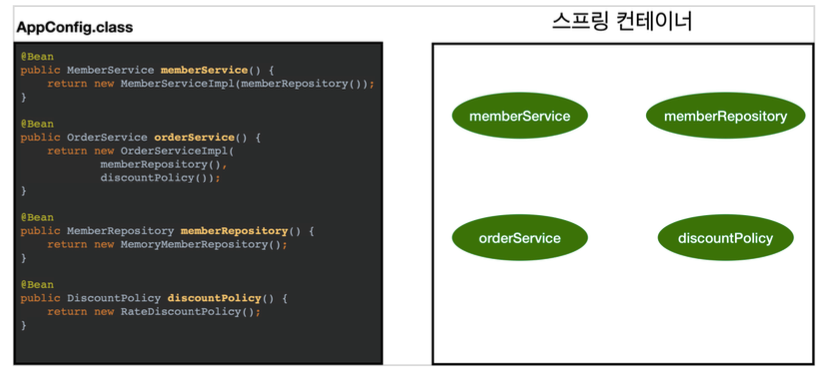 AppConfig.class
@Bean
public MemberService memberService() {
    return new MemberServiceImpl(memberRepository());
}
@Bean
public OrderService orderService() {
    return new OrderServiceImpl(
            memberRepository(),
            discountPolicy());
}
@Bean
public MemberRepository memberRepository() {
    return new MemoryMemberRepository();
}
@Bean
public DiscountPolicy discountPolicy() {
    return new RateDiscountPolicy();
}
스프링 컨테이너
memberService
memberRepository
orderService
discountPolicy